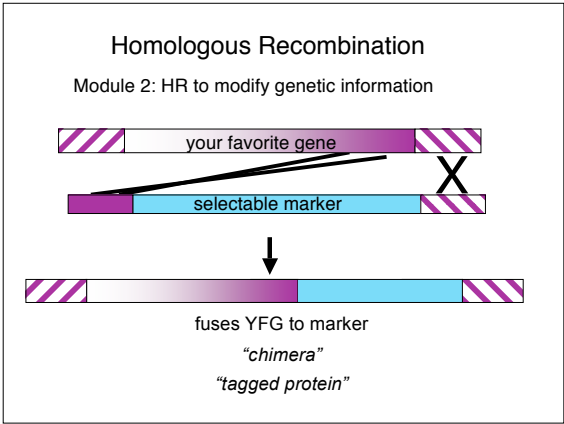 Homologous Recombination
Module 2: HR to modify genetic information
your favorite gene
selectable marker
fuses YFG to marker
“chimera”
“tagged protein”